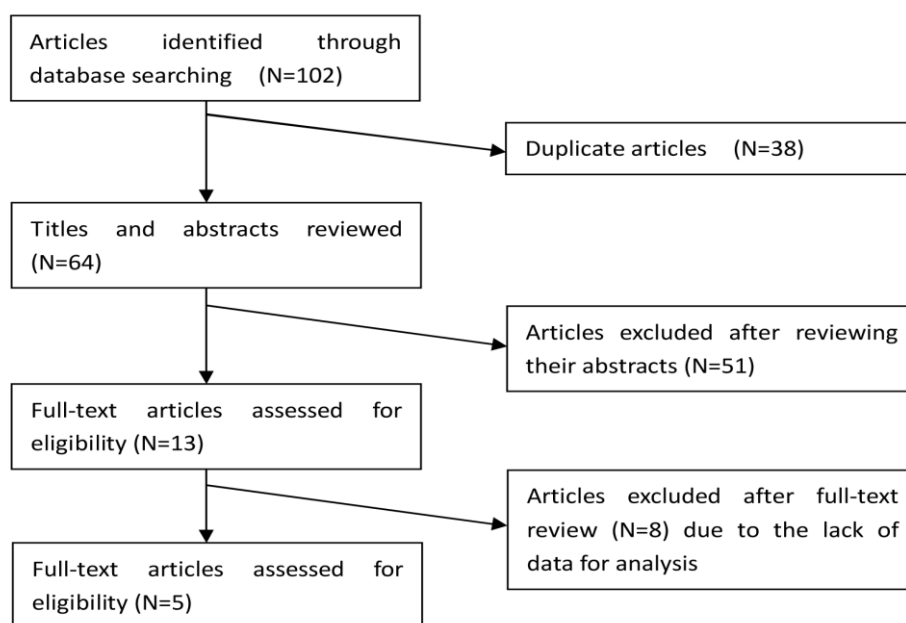 Articles identified through
database searching (N=102)
Duplicate articles (N=38)
Titles and abstracts reviewed
(N=64)
Articles excluded after reviewing
their abstracts (N=51)
Full-text articles assessed for
eligibility (N=13)
Articles excluded after full-text
review (N=8) due to the lack of
data for analysis
Full-text articles assessed for
eligibility (N=5)